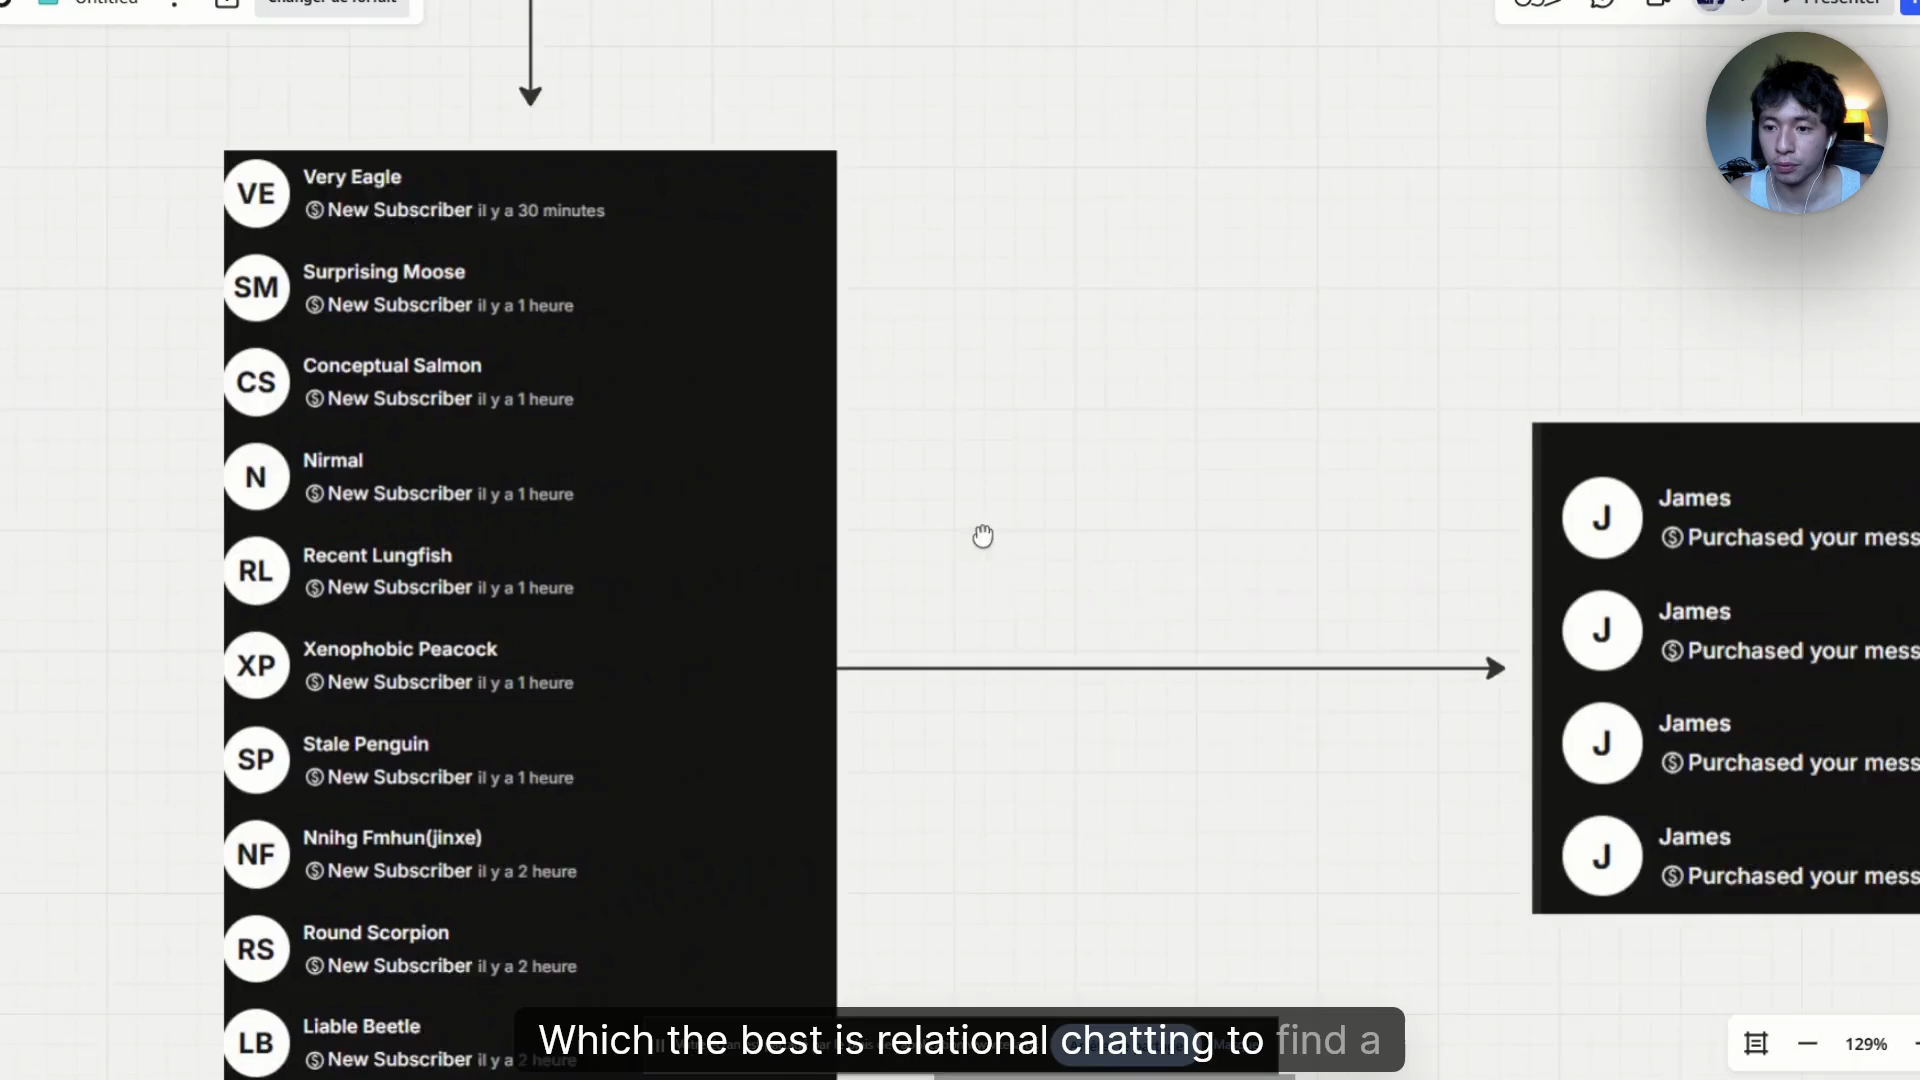 Untitled
Changer de forfait
Présenter
VE
Very Eagle
New Subscriber il y a 30 minutes
SM
Surprising Moose
New Subscriber il y a 1 heure
CS
Conceptual Salmon
New Subscriber il y a 1 heure
N
Nirmal
New Subscriber il y a 1 heure
RL
Recent Lungfish
New Subscriber il y a 1 heure
XP
Xenophobic Peacock
New Subscriber il y a 1 heure
SP
Stale Penguin
New Subscriber il y a 1 heure
NF
Nnihg Fmhun(jinxe)
New Subscriber il y a 2 heure
RS
Round Scorpion
New Subscriber il y a 2 heure
LB
Liable Beetle
New Subscriber il y a 2 heure
J
James
Purchased your mess
J
James
Purchased your mess
J
James
Purchased your mess
J
James
Purchased your mess
Which the best is relational chatting to find a
129%